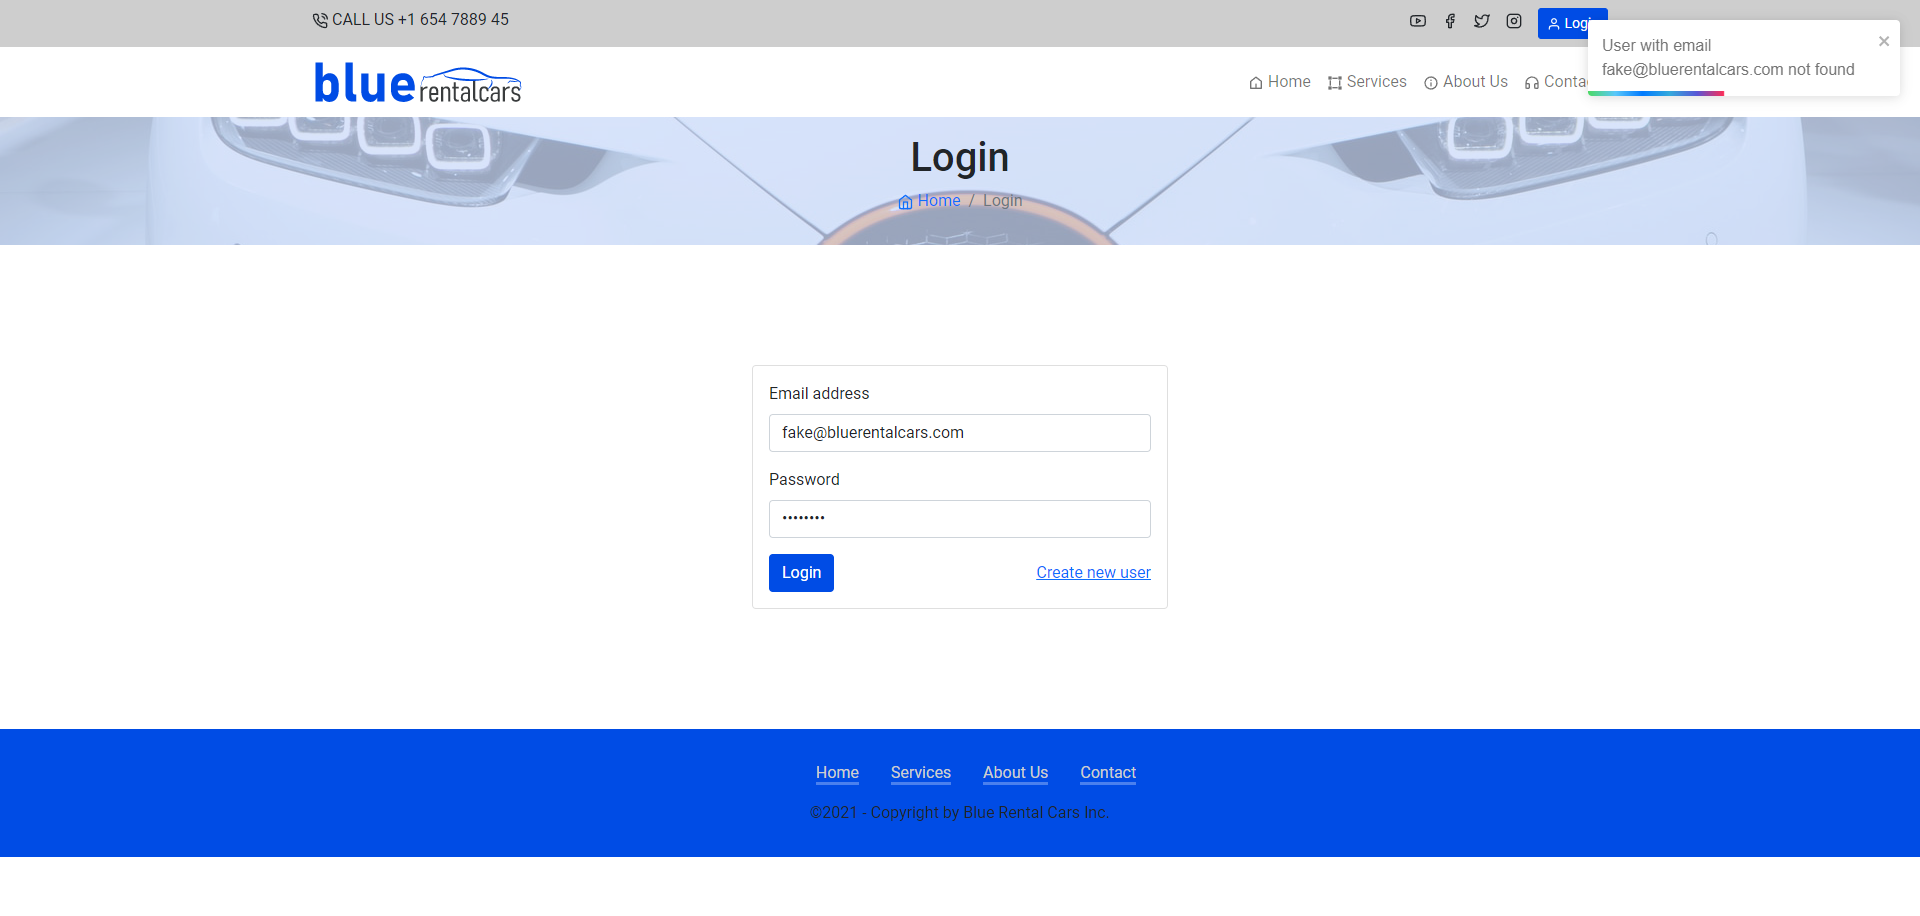 CALL US +1 654 7889 45
Login
User with email
fake@bluerentalcars.com not found
blue rentalcars
Home
Services
About Us
Login
Home / Login
Email address
fake@bluerentalcars.com
Password
••••••••
Login
Create new user
Home
Services
About Us
Contact
©2021 - Copyright by Blue Rental Cars Inc.